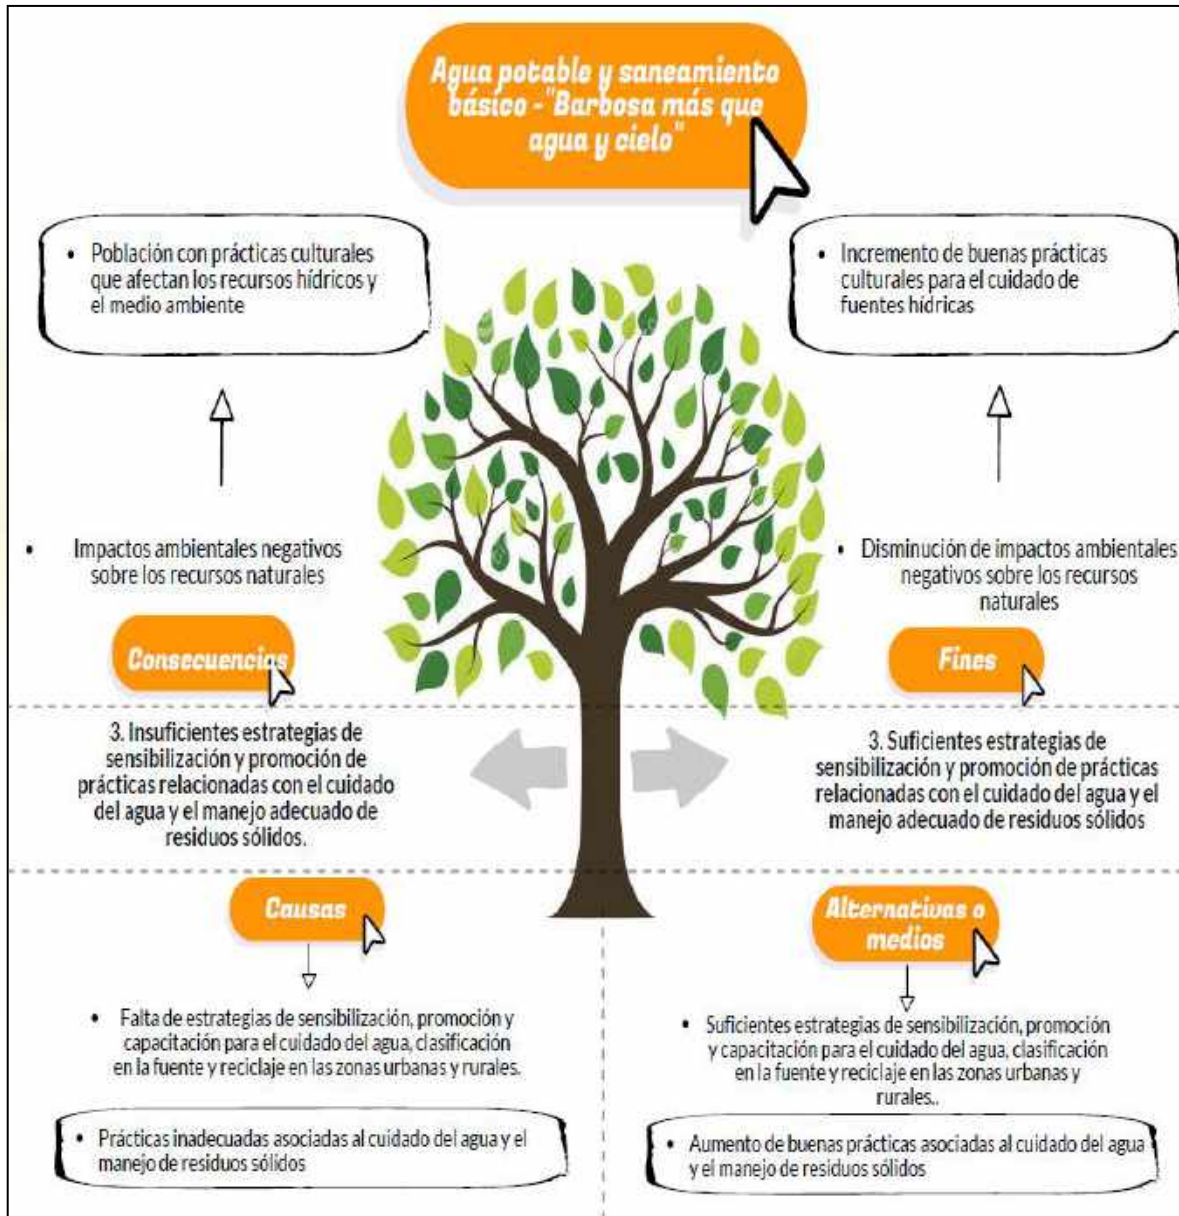 Agua potable y saneamiento
básico -"Barbosa más que
agua y cielo"
• Población con prácticas culturales
que afectan los recursos hídricos y
el medio ambiente
• Incremento de buenas prácticas
culturales para el cuidado de
fuentes hídricas
• Impactos ambientales negativos
sobre los recursos naturales
• Disminución de impactos ambientales
negativos sobre los recursos
naturales
Consecuencias
Fines
3. Insuficientes estrategias de
sensibilización y promoción de
prácticas relacionadas con el cuidado
del agua y el manejo adecuado de
residuos sólidos.
3. Suficientes estrategias de
sensibilización y promoción de prácticas
relacionadas con el cuidado del agua y el
manejo adecuado de residuos sólidos
Causas
Alternativas o
medios
• Falta de estrategias de sensibilización, promoción y
capacitación para el cuidado del agua, clasificación
en la fuente y reciclaje en las zonas urbanas y rurales.
• Suficientes estrategias de sensibilización, promoción
y capacitación para el cuidado del agua, clasificación
en la fuente y reciclaje en las zonas urbanas y
rurales..
• Prácticas inadecuadas asociadas al cuidado del agua y el
manejo de residuos sólidos
• Aumento de buenas prácticas asociadas al cuidado del agua
y el manejo de residuos sólidos